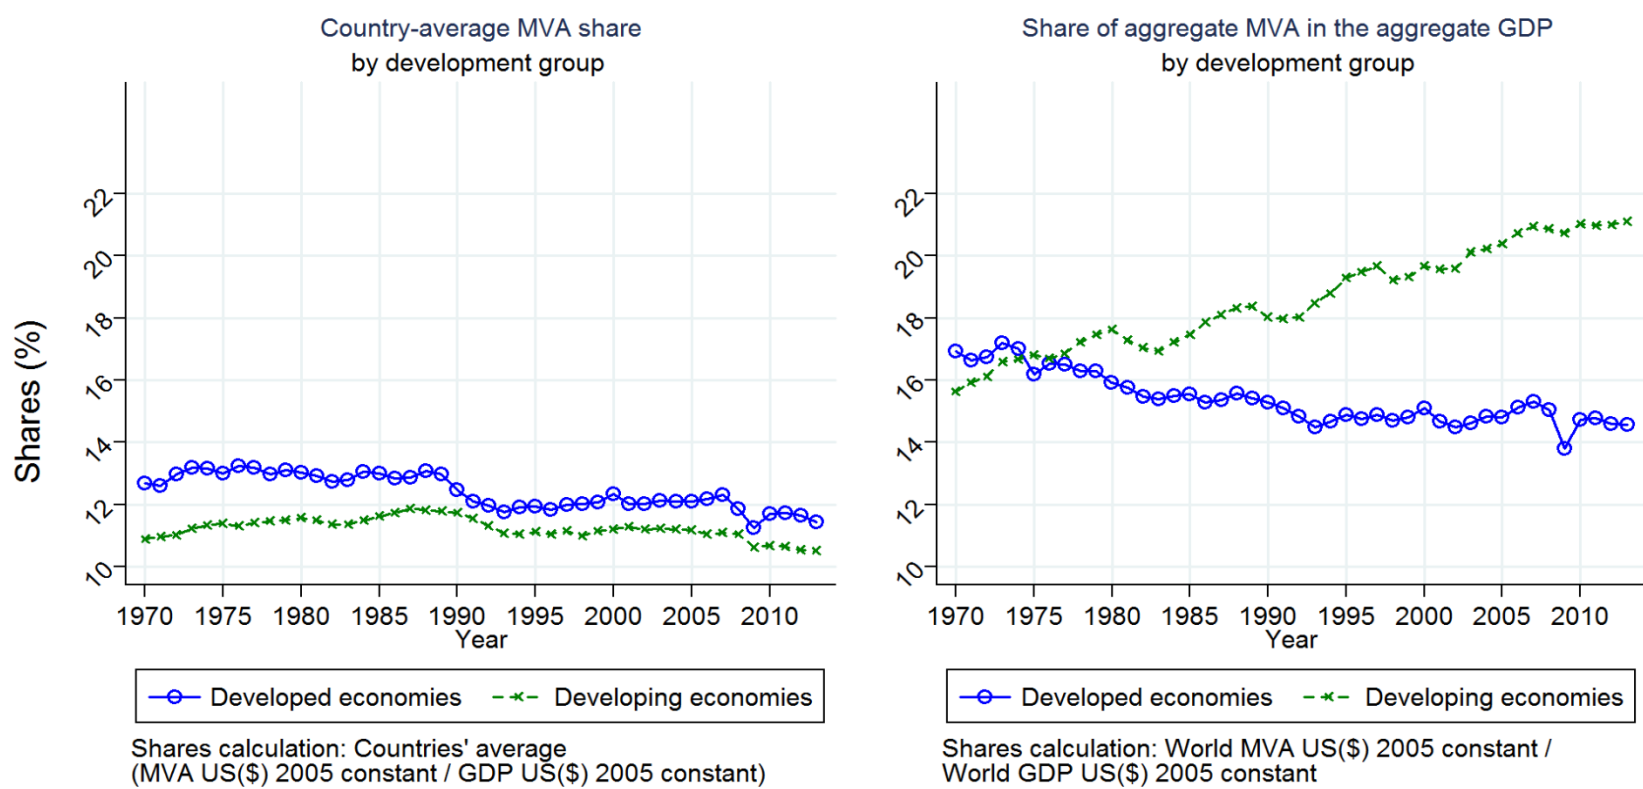 Country-average MVA share
by development group
Shares (%)
22
20
18
16
14
12
10
1970 1975 1980 1985 1990 1995 2000 2005 2010
Year
Developed economies Developing economies
Shares calculation: Countries' average
(MVA US($) 2005 constant / GDP US($) 2005 constant)
Share of aggregate MVA in the aggregate GDP
by development group
22
20
18
16
14
12
10
1970 1975 1980 1985 1990 1995 2000 2005 2010
Year
Developed economies Developing economies
Shares calculation: World MVA US($) 2005 constant /
World GDP US($) 2005 constant